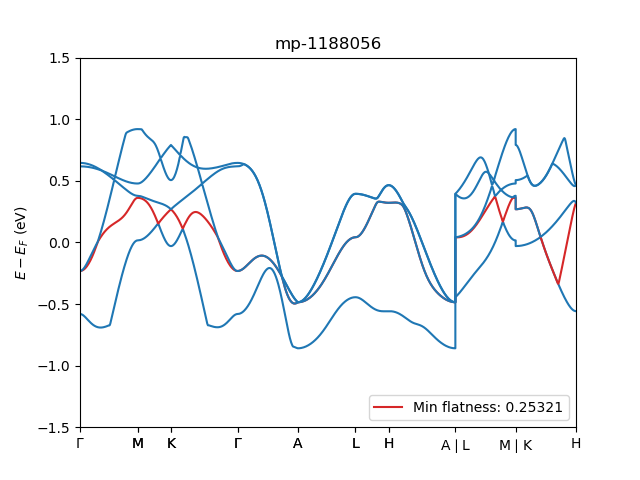 mp-1188056
1.5
1.0
0.5
0.0
−0.5
−1.0
−1.5
E − E_F (eV)
Min flatness: 0.25321
Γ M K Γ A L H A | L M | K H